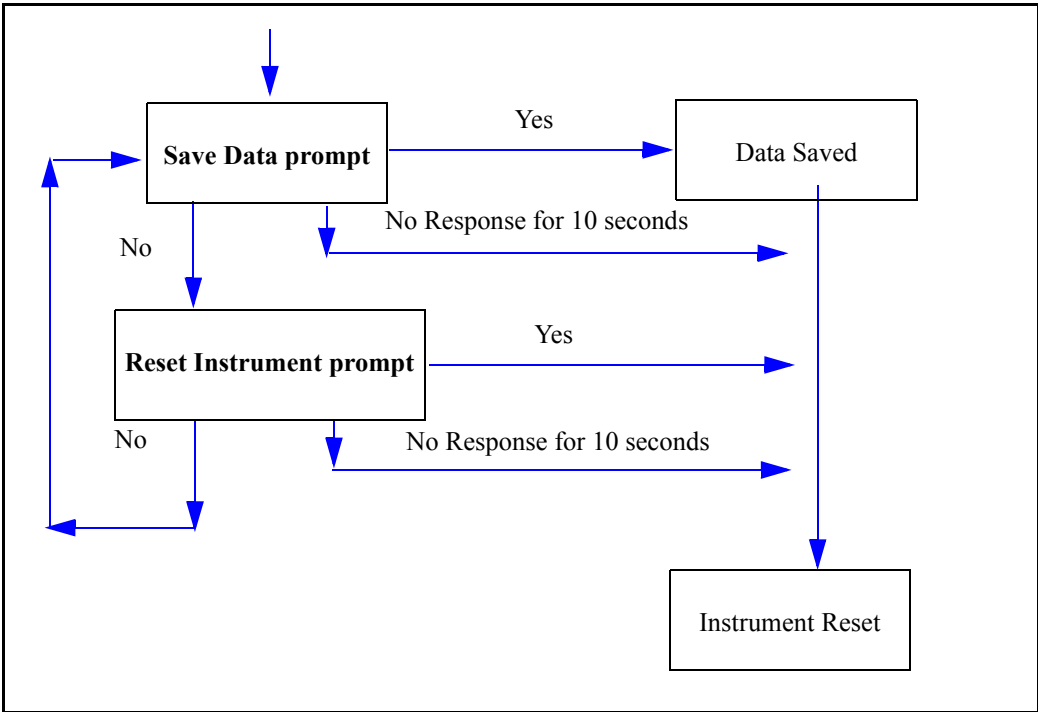 Yes
Save Data prompt
Data Saved
No Response for 10 seconds
No
Yes
Reset Instrument prompt
No
No Response for 10 seconds
Instrument Reset